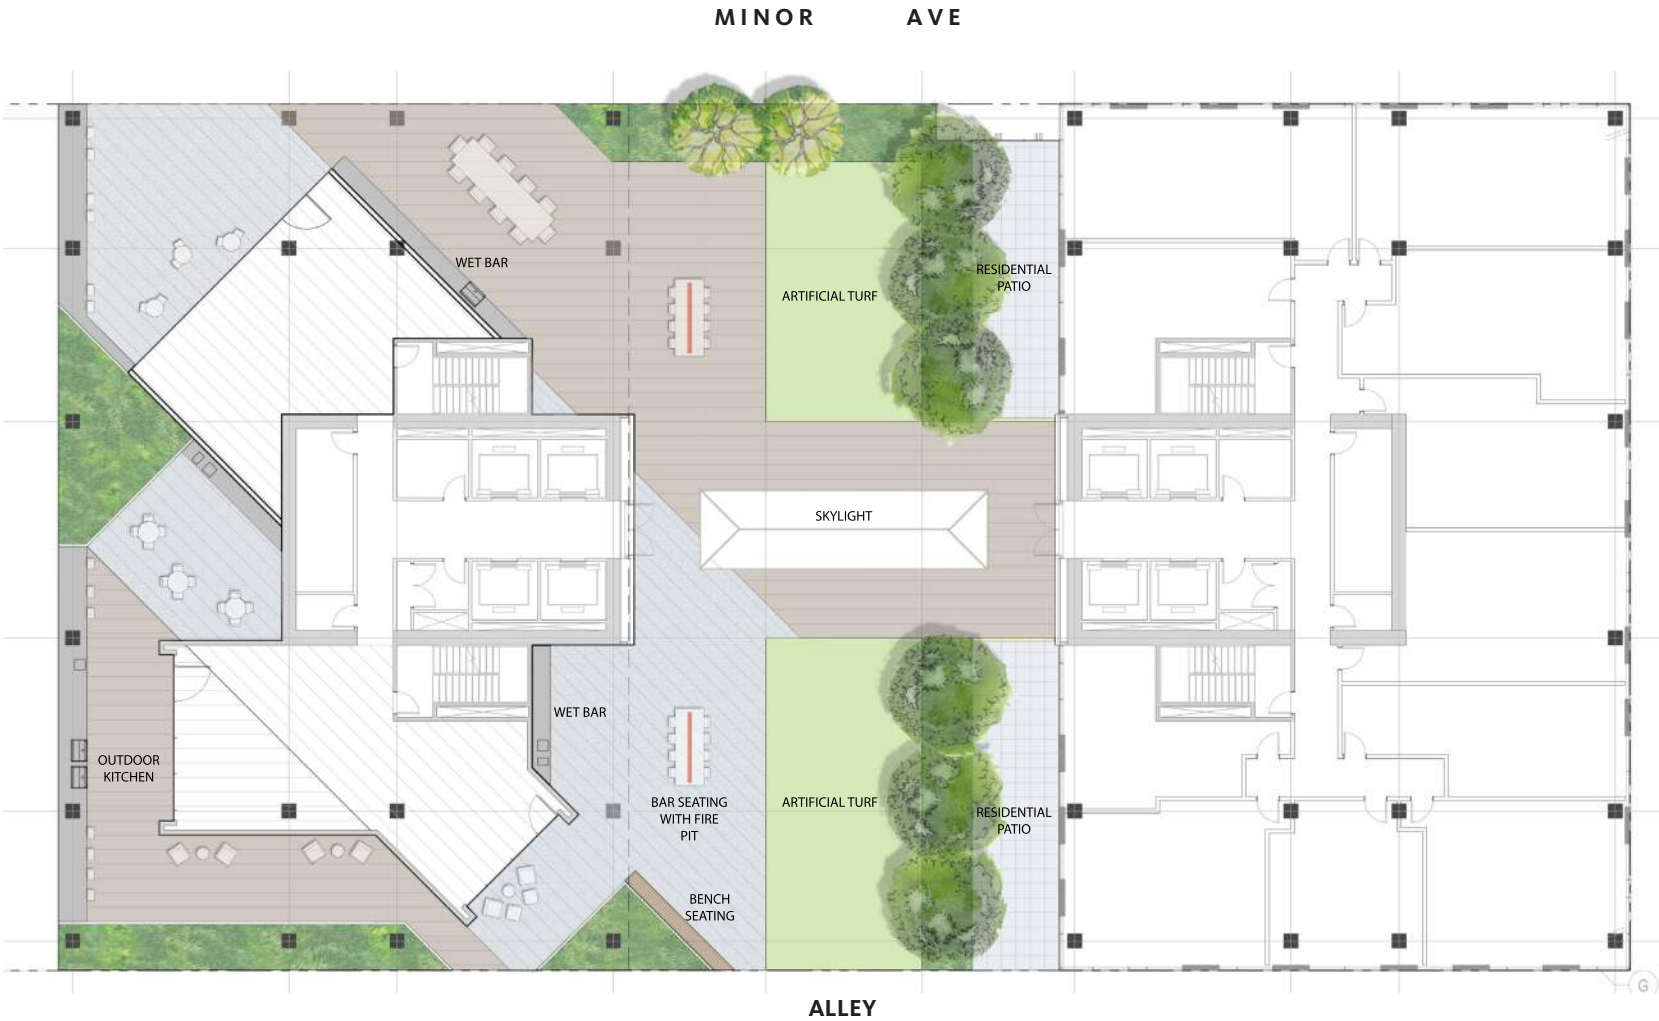 MINOR AVE
WET BAR
RESIDENTIAL
PATIO
ARTIFICIAL TURF
SKYLIGHT
WET BAR
OUTDOOR
KITCHEN
BAR SEATING
WITH FIRE
PIT
ARTIFICIAL TURF
RESIDENTIAL
PATIO
BENCH
SEATING
G
ALLEY